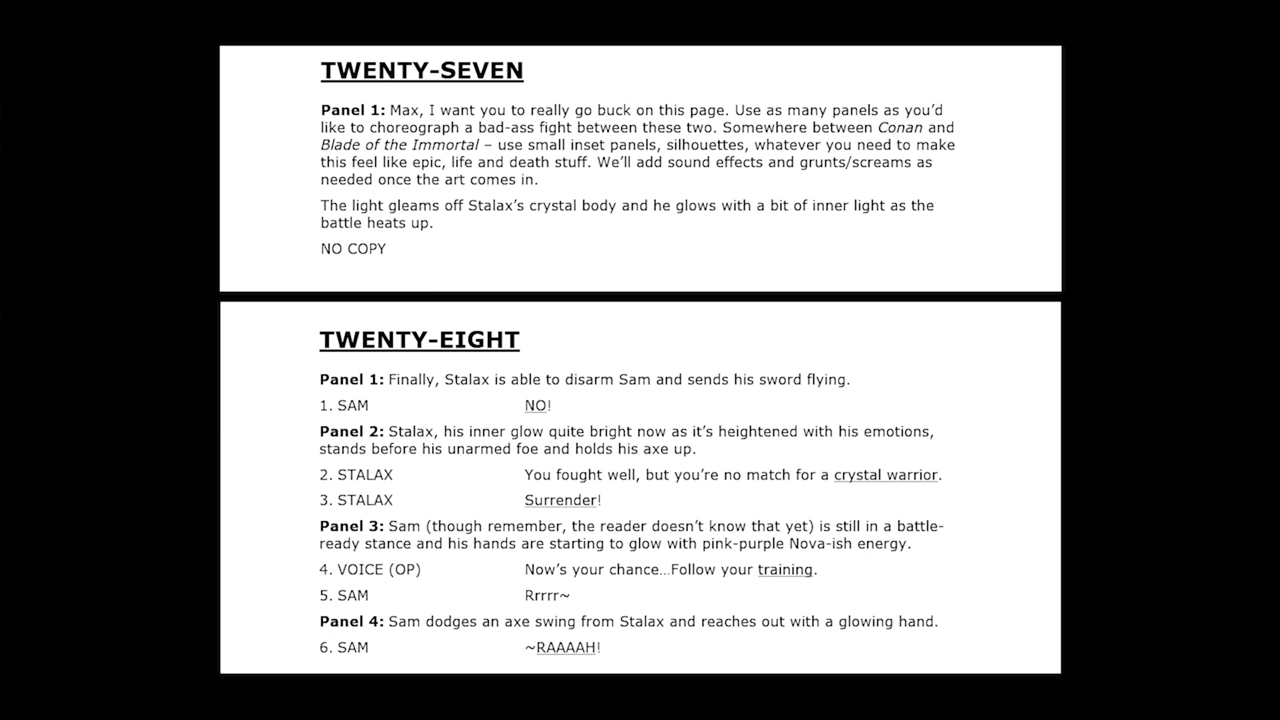 TWENTY-SEVEN
Panel 1: Max, I want you to really go buck on this page. Use as many panels as you'd
like to choreograph a bad-ass fight between these two. Somewhere between Conan and
Blade of the Immortal – use small inset panels, silhouettes, whatever you need to make
this feel like epic, life and death stuff. We'll add sound effects and grunts/screams as
needed once the art comes in.
The light gleams off Stalax's crystal body and he glows with a bit of inner light as the
battle heats up.
NO COPY
TWENTY-EIGHT
Panel 1: Finally, Stalax is able to disarm Sam and sends his sword flying.
1. SAM NO!
Panel 2: Stalax, his inner glow quite bright now as it's heightened with his emotions,
stands before his unarmed foe and holds his axe up.
2. STALAX You fought well, but you're no match for a crystal warrior.
3. STALAX Surrender!
Panel 3: Sam (though remember, the reader doesn't know that yet) is still in a battle-
ready stance and his hands are starting to glow with pink-purple Nova-ish energy.
4. VOICE (OP) Now's your chance…Follow your training.
5. SAM Rrrrr~
Panel 4: Sam dodges an axe swing from Stalax and reaches out with a glowing hand.
6. SAM ~RAAAAH!